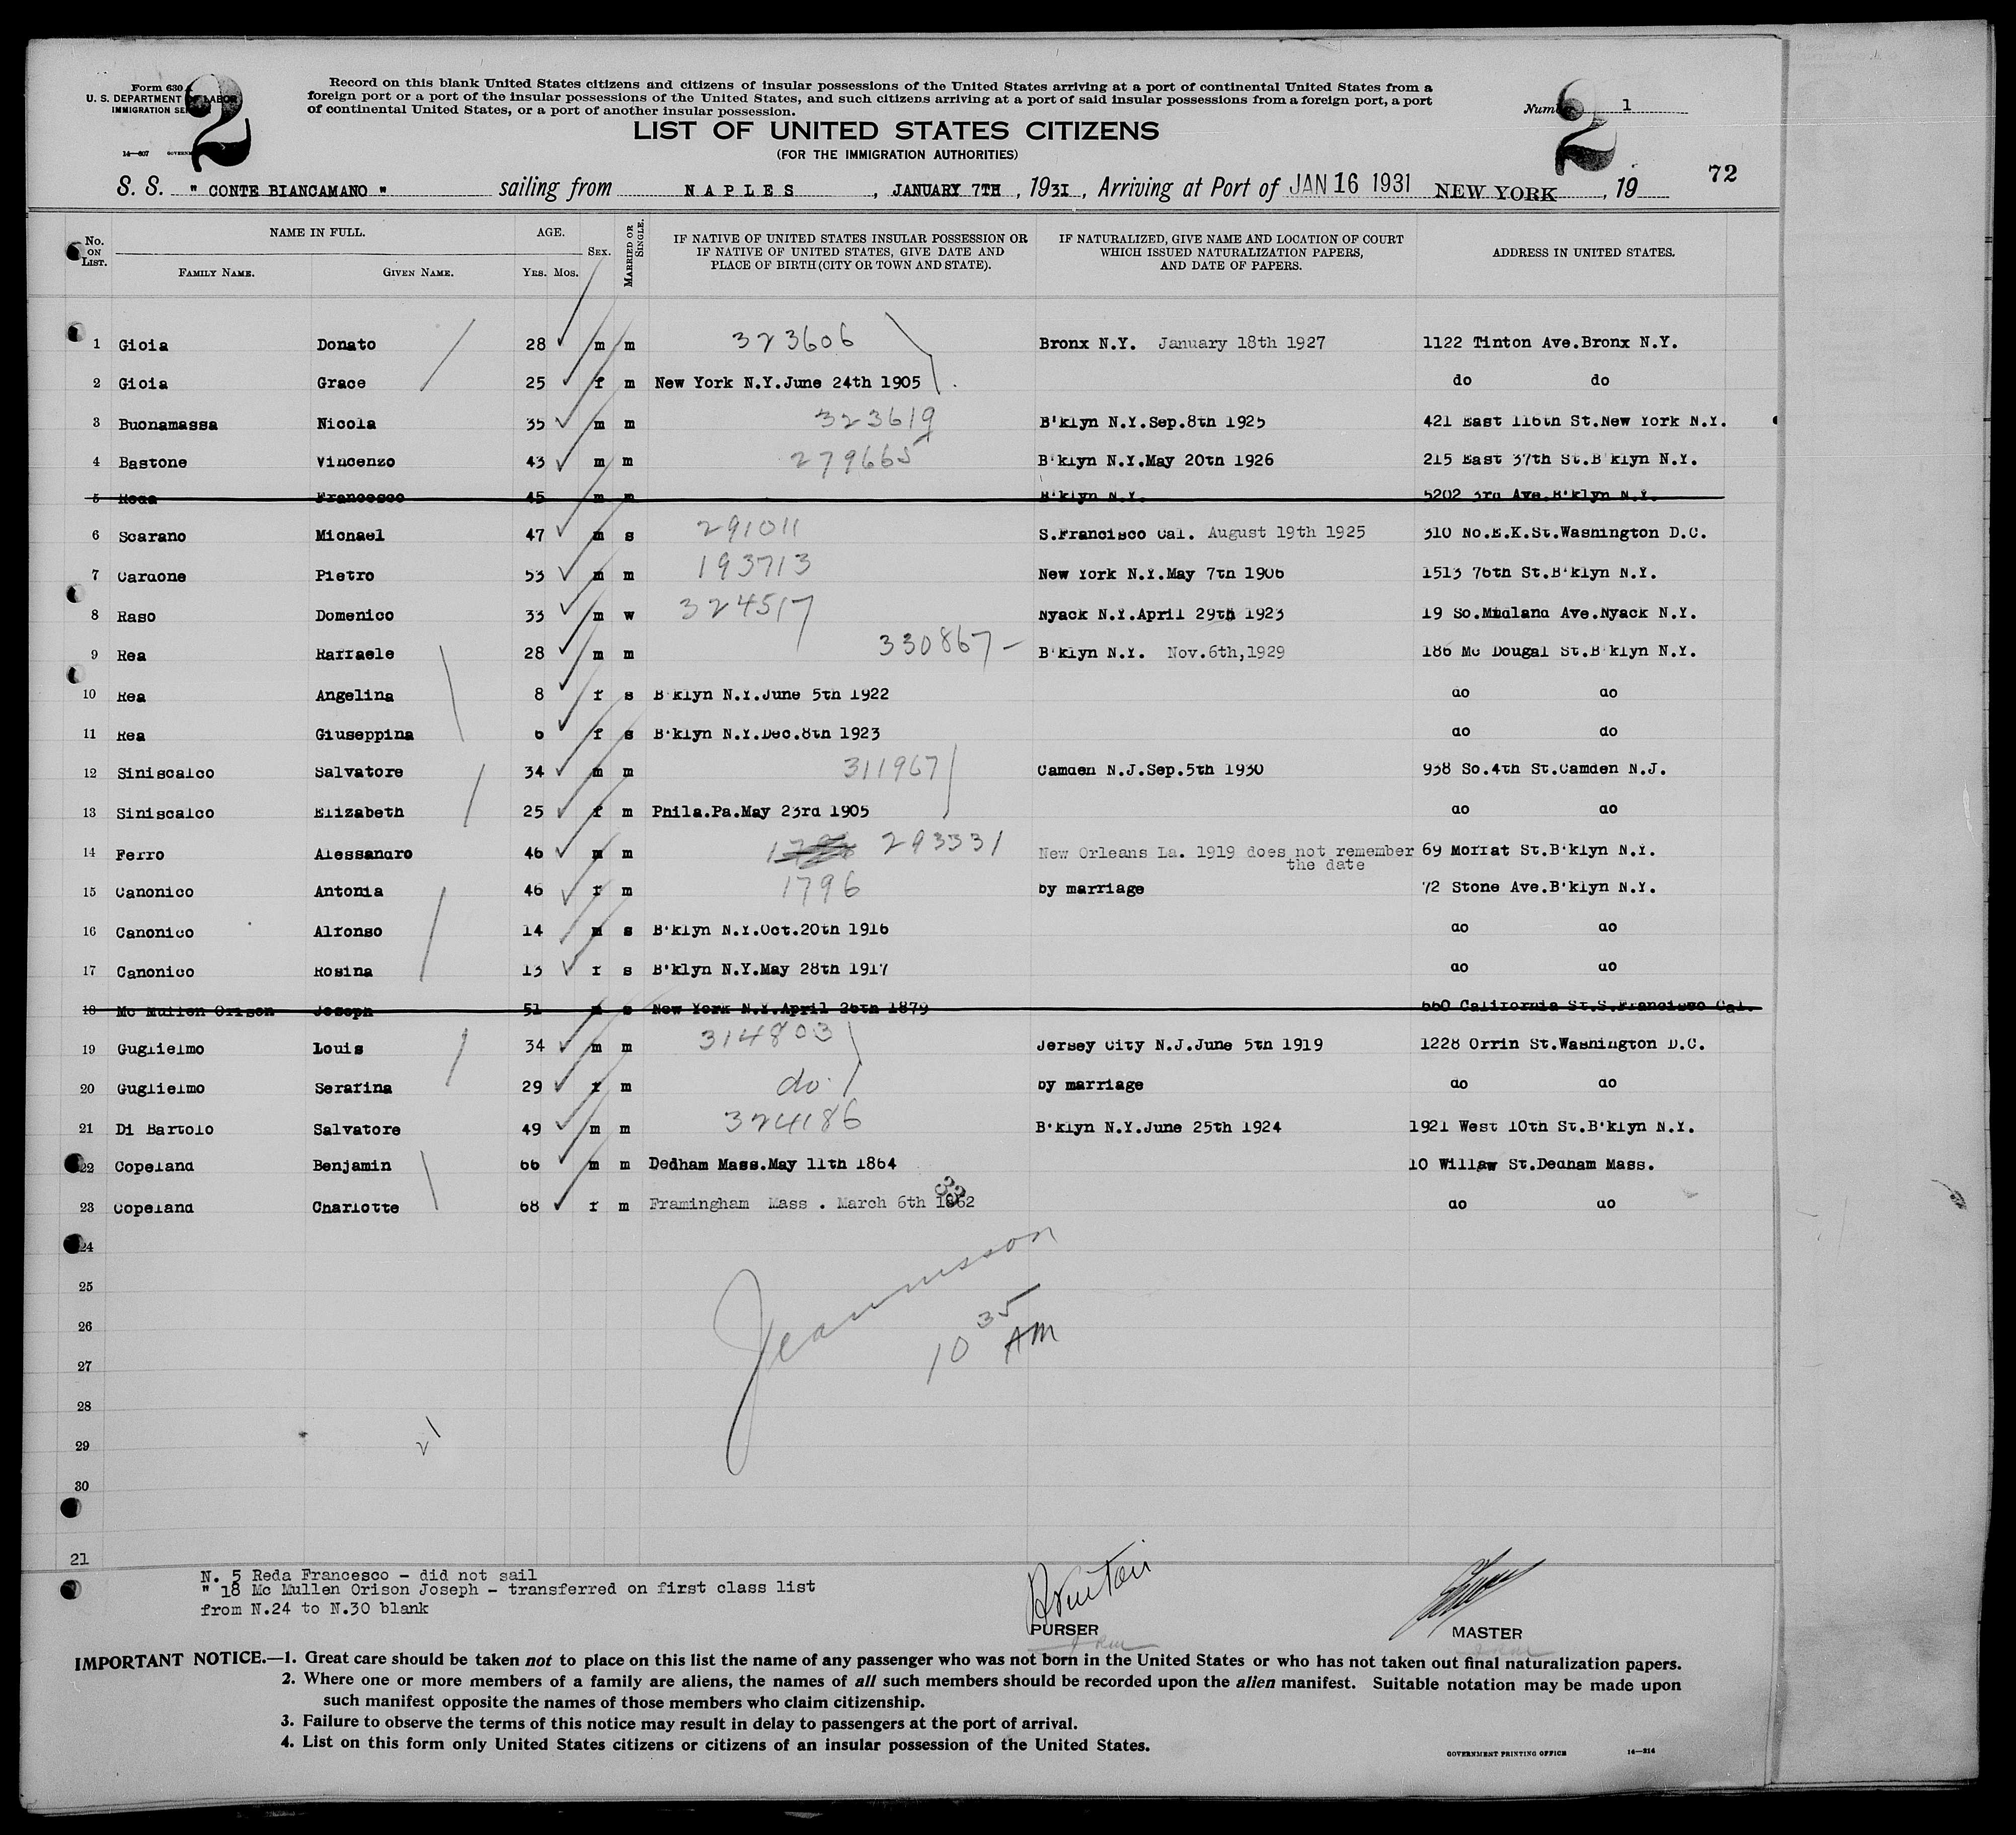 Form 630
U. S. DEPARTMENT OF LABOR
IMMIGRATION
14—607
2
Record on this blank United States citizens and citizens of insular possessions of the United States arriving at a port of continental United States from a
foreign port or a port of the insular possessions of the United States, and such citizens arriving at a port of said insular possessions from a foreign port, a port
of continental United States, or a port of another insular possession.
LIST OF UNITED STATES CITIZENS
(FOR THE IMMIGRATION AUTHORITIES)
Number 1
2
72
S. S. " CONTE BIANCAMANO " sailing from NAPLES, JANUARY 7TH, 1931, Arriving at Port of JAN 16 1931 NEW YORK, 19
No. ON LIST. NAME IN FULL. FAMILY NAME. GIVEN NAME. AGE. YRS. MOS. SEX. MARRIED OR SINGLE. IF NATIVE OF UNITED STATES INSULAR POSSESSION OR IF NATIVE OF UNITED STATES, GIVE DATE AND PLACE OF BIRTH (CITY OR TOWN AND STATE). IF NATURALIZED, GIVE NAME AND LOCATION OF COURT WHICH ISSUED NATURALIZATION PAPERS, AND DATE OF PAPERS. ADDRESS IN UNITED STATES.
1 Gioia Donato 28 m m 323606 Bronx N.Y. January 18th 1927 1122 Tinton Ave.Bronx N.Y.
2 Gioia Grace 25 f m New York N.Y.June 24th 1905 do do
3 Buonamassa Nicola 35 m m 323619 B'klyn N.Y.Sep.8th 1925 421 East 116th St.New York N.Y.
4 Bastone Vincenzo 43 m m 279665 B'klyn N.Y.May 20th 1926 215 East 37th St.B'klyn N.Y.
5 Reda Francesco 45 m m B'klyn N.Y. 5202 3rd Ave.B'klyn N.Y.
6 Scarano Michael 47 m s 291011 S.Francisco Cal. August 19th 1925 310 No.E.K.St.Washington D.C.
7 Cardone Pietro 53 m m 193713 New York N.Y.May 7th 1906 1513 76th St.B'klyn N.Y.
8 Raso Domenico 33 m w 324517 Nyack N.Y.April 29th 1923 19 So.Midland Ave.Nyack N.Y.
9 Rea Raffaele 28 m m 330867 — B'klyn N.Y. Nov.6th,1929 186 Mc Dougal St.B'klyn N.Y.
10 Rea Angelina 8 f s B'klyn N.Y.June 5th 1922 do do
11 Rea Giuseppina 6 f s B'klyn N.Y.Dec.8th 1923 do do
12 Siniscalco Salvatore 34 m m 311967 Camden N.J.Sep.5th 1930 938 So.4th St.Camden N.J.
13 Siniscalco Elizabeth 25 f m Phila.Pa.May 23rd 1905 do do
14 Ferro Alessandro 46 m m 293331 New Orleans La. 1919 does not remember 69 Moffat St.B'klyn N.Y.
the date
15 Canonico Antonia 46 f m 1796 by marriage 72 Stone Ave.B'klyn N.Y.
16 Canonico Alfonso 14 m s B'klyn N.Y.Oct.20th 1916 do do
17 Canonico Rosina 13 f s B'klyn N.Y.May 28th 1917 do do
18 Mc Mullen Orison Joseph 51 m s New York N.Y.April 26th 1879 660 California St.S.Francisco Cal.
19 Guglielmo Louis 34 m m 314803 Jersey City N.J.June 5th 1919 1228 Orrin St.Washington D.C.
20 Guglielmo Serafina 29 f m do. by marriage do do
21 Di Bartolo Salvatore 49 m m 324186 B'klyn N.Y.June 25th 1924 1921 West 10th St.B'klyn N.Y.
22 Copeland Benjamin 66 m m Dedham Mass.May 11th 1864 10 Willaw St.Dedham Mass.
23 Copeland Charlotte 68 f m Framingham Mass . March 6th 1862 do do
33
24
25
26
27
28
29
30
10 35 AM
21
N. 5 Reda Francesco - did not sail
" 18 Mc Mullen Orison Joseph - transferred on first class list
from N.24 to N.30 blank
PURSER
MASTER
IMPORTANT NOTICE.—1. Great care should be taken not to place on this list the name of any passenger who was not born in the United States or who has not taken out final naturalization papers.
2. Where one or more members of a family are aliens, the names of all such members should be recorded upon the alien manifest. Suitable notation may be made upon
such manifest opposite the names of those members who claim citizenship.
3. Failure to observe the terms of this notice may result in delay to passengers at the port of arrival.
4. List on this form only United States citizens or citizens of an insular possession of the United States.
GOVERNMENT PRINTING OFFICE 14—214